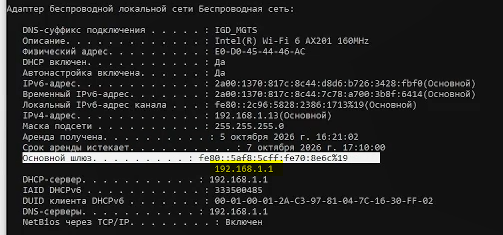 Адаптер беспроводной локальной сети Беспроводная сеть:
DNS-суффикс подключения . . . . . : IGD_MGTS
Описание. . . . . . . . . . . . . : Intel(R) Wi-Fi 6 AX201 160MHz
Физический адрес. . . . . . . . . : E0-D0-45-44-46-AC
DHCP включен. . . . . . . . . . . : Да
Автонастройка включена. . . . . . : Да
IPv6-адрес. . . . . . . . . . . . : 2a00:1370:817c:8c44:d8d6:b726:3428:fbf0(Основной)
Временный IPv6-адрес. . . . . . . : 2a00:1370:817c:8c44:7c78:a700:3b8f:6414(Основной)
Локальный IPv6-адрес канала . . . : fe80::2c96:5828:2386:1713%19(Основной)
IPv4-адрес. . . . . . . . . . . . : 192.168.1.13(Основной)
Маска подсети . . . . . . . . . . : 255.255.255.0
Аренда получена. . . . . . . . . . : 5 октября 2026 г. 16:21:02
Срок аренды истекает. . . . . . . . . . : 7 октября 2026 г. 17:10:00
Основной шлюз. . . . . . . . . : fe80::5af8:5cff:fe70:8e6c%19
192.168.1.1
DHCP-сервер. . . . . . . . . . . : 192.168.1.1
IAID DHCPv6 . . . . . . . . . . . : 333500485
DUID клиента DHCPv6 . . . . . . . : 00-01-00-01-2A-C3-97-81-04-7C-16-30-FF-02
DNS-серверы. . . . . . . . . . . : 192.168.1.1
NetBios через TCP/IP. . . . . . . . : Включен